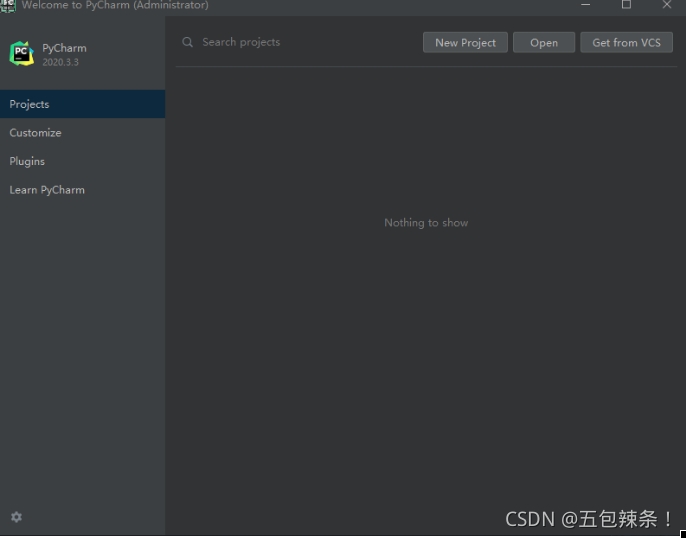 Welcome to PyCharm (Administrator)
PC
PyCharm
2020.3.3
Search projects
New Project
Open
Get from VCS
Projects
Customize
Plugins
Learn PyCharm
Nothing to show
CSDN @五包辣条！